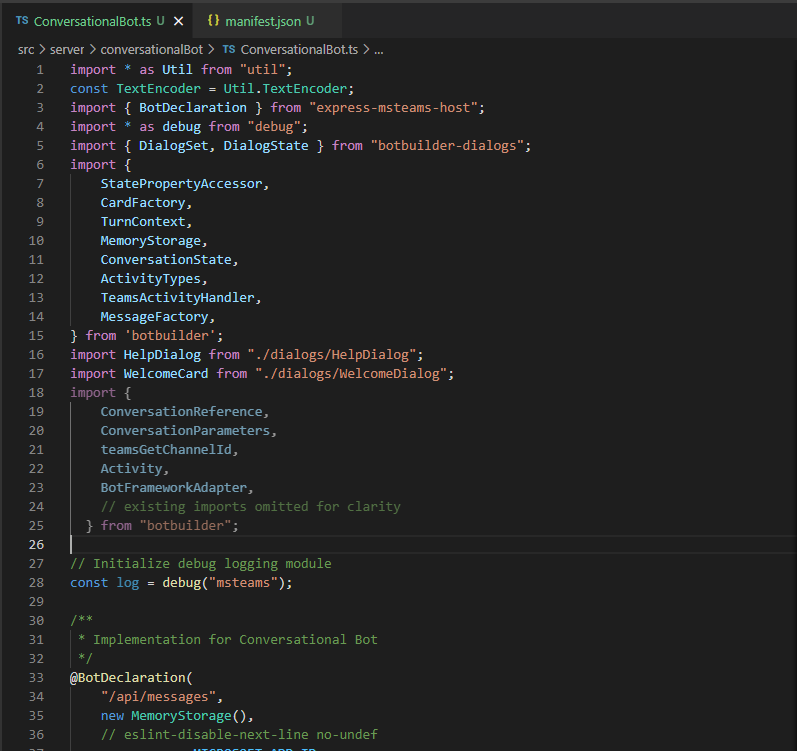 TS ConversationalBot.ts U × {} manifest.json U
src > server > conversationalBot > TS ConversationalBot.ts > ...
1 import * as Util from "util";
2 const TextEncoder = Util.TextEncoder;
3 import { BotDeclaration } from "express-msteams-host";
4 import * as debug from "debug";
5 import { DialogSet, DialogState } from "botbuilder-dialogs";
6 import {
7 StatePropertyAccessor,
8 CardFactory,
9 TurnContext,
10 MemoryStorage,
11 ConversationState,
12 ActivityTypes,
13 TeamsActivityHandler,
14 MessageFactory,
15 } from 'botbuilder';
16 import HelpDialog from "./dialogs/HelpDialog";
17 import WelcomeCard from "./dialogs/WelcomeDialog";
18 import {
19 ConversationReference,
20 ConversationParameters,
21 teamsGetChannelId,
22 Activity,
23 BotFrameworkAdapter,
24 // existing imports omitted for clarity
25 } from "botbuilder";
26
27 // Initialize debug logging module
28 const log = debug("msteams");
29
30 /**
31 * Implementation for Conversational Bot
32 */
33 @BotDeclaration(
34 "/api/messages",
35 new MemoryStorage(),
36 // eslint-disable-next-line no-undef